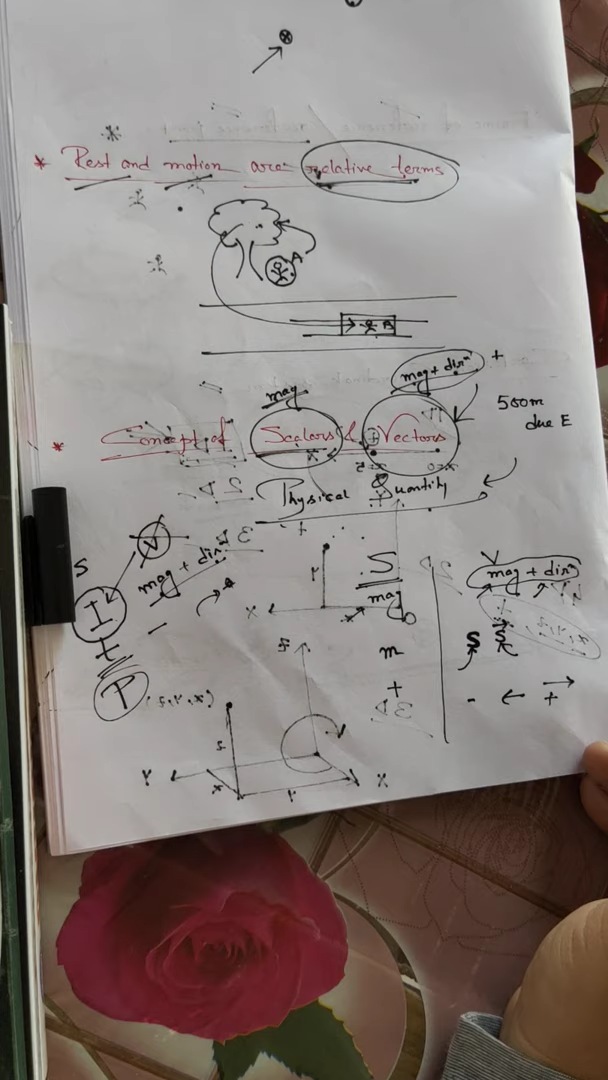 * Rest and motion are relative terms
A
B
mag
mag + dirⁿ +
500m
due E
* Concept of Scalars & Vectors
Physical Quantity
S
V
mag + dirⁿ
I
t
P
S
mag
m
t
V
mag + dirⁿ
S S
- ← → +